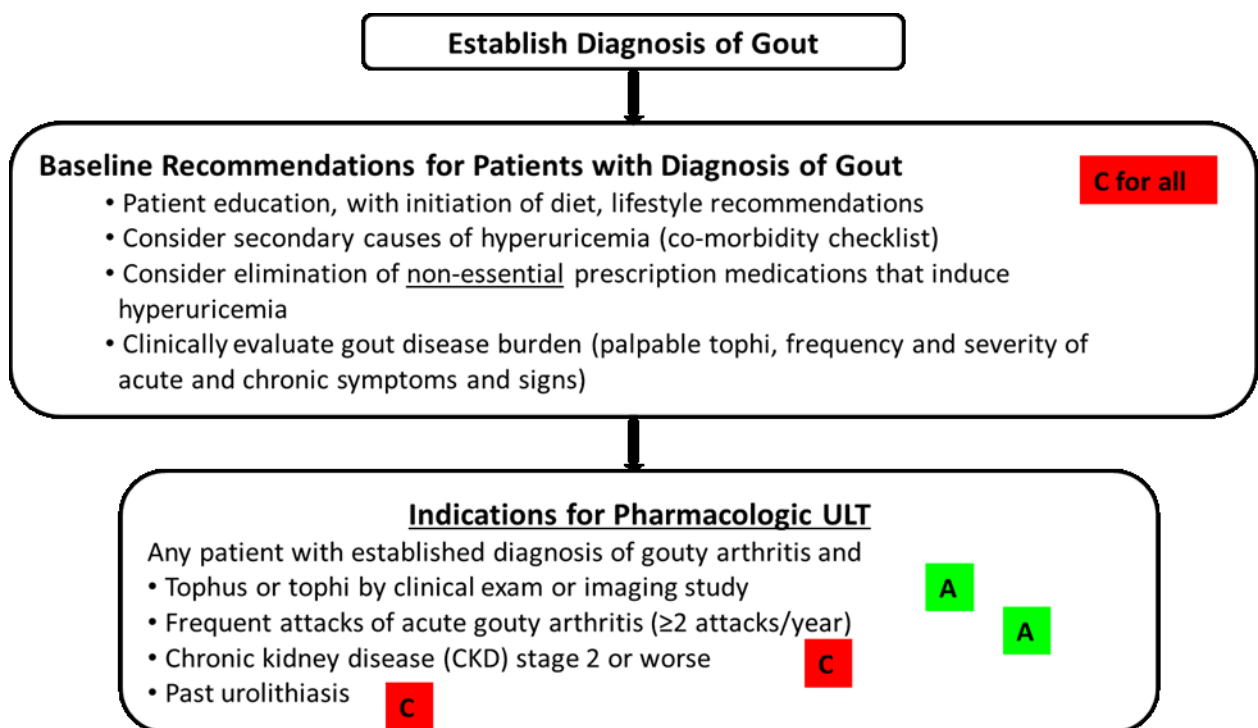 Establish Diagnosis of Gout
Baseline Recommendations for Patients with Diagnosis of Gout
C for all
• Patient education, with initiation of diet, lifestyle recommendations
• Consider secondary causes of hyperuricemia (co-morbidity checklist)
• Consider elimination of non-essential prescription medications that induce
hyperuricemia
• Clinically evaluate gout disease burden (palpable tophi, frequency and severity of
acute and chronic symptoms and signs)
Indications for Pharmacologic ULT
Any patient with established diagnosis of gouty arthritis and
• Tophus or tophi by clinical exam or imaging study A
• Frequent attacks of acute gouty arthritis (≥2 attacks/year) A
• Chronic kidney disease (CKD) stage 2 or worse C
• Past urolithiasis C